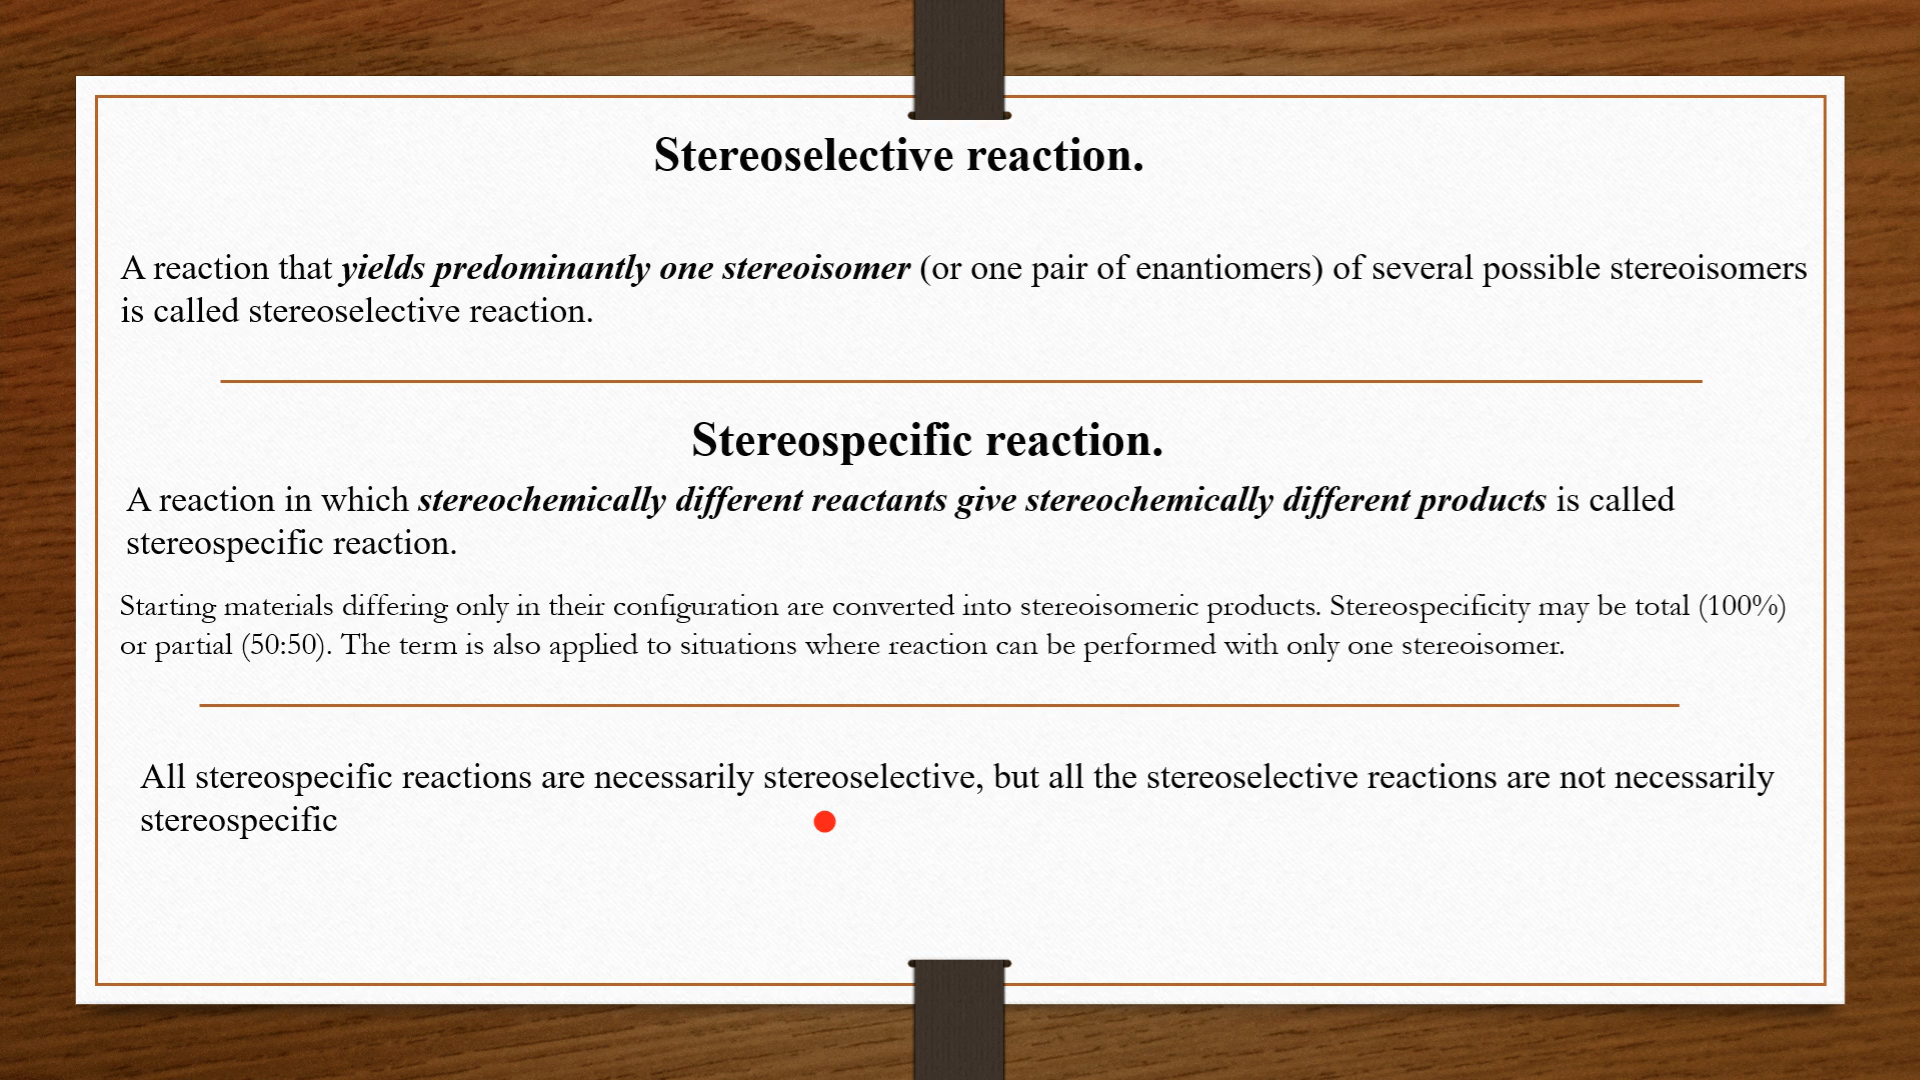 Stereoselective reaction.
A reaction that yields predominantly one stereoisomer (or one pair of enantiomers) of several possible stereoisomers
is called stereoselective reaction.
Stereospecific reaction.
A reaction in which stereochemically different reactants give stereochemically different products is called
stereospecific reaction.
Starting materials differing only in their configuration are converted into stereoisomeric products. Stereospecificity may be total (100%)
or partial (50:50). The term is also applied to situations where reaction can be performed with only one stereoisomer.
All stereospecific reactions are necessarily stereoselective, but all the stereoselective reactions are not necessarily
stereospecific